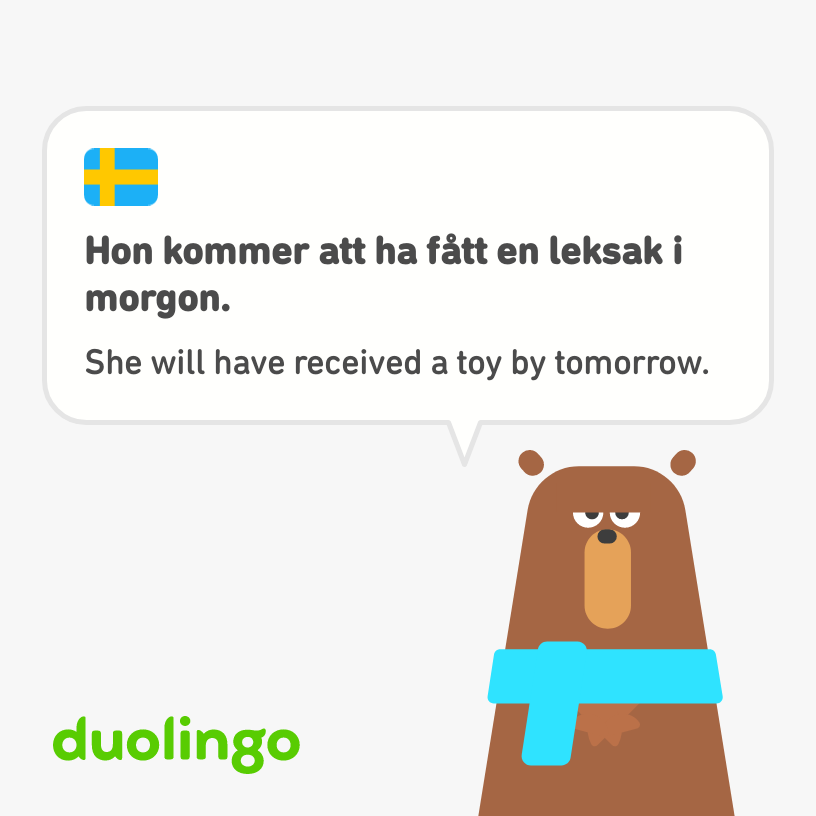 Hon kommer att ha fått en leksak i
morgon.
She will have received a toy by tomorrow.
duolingo